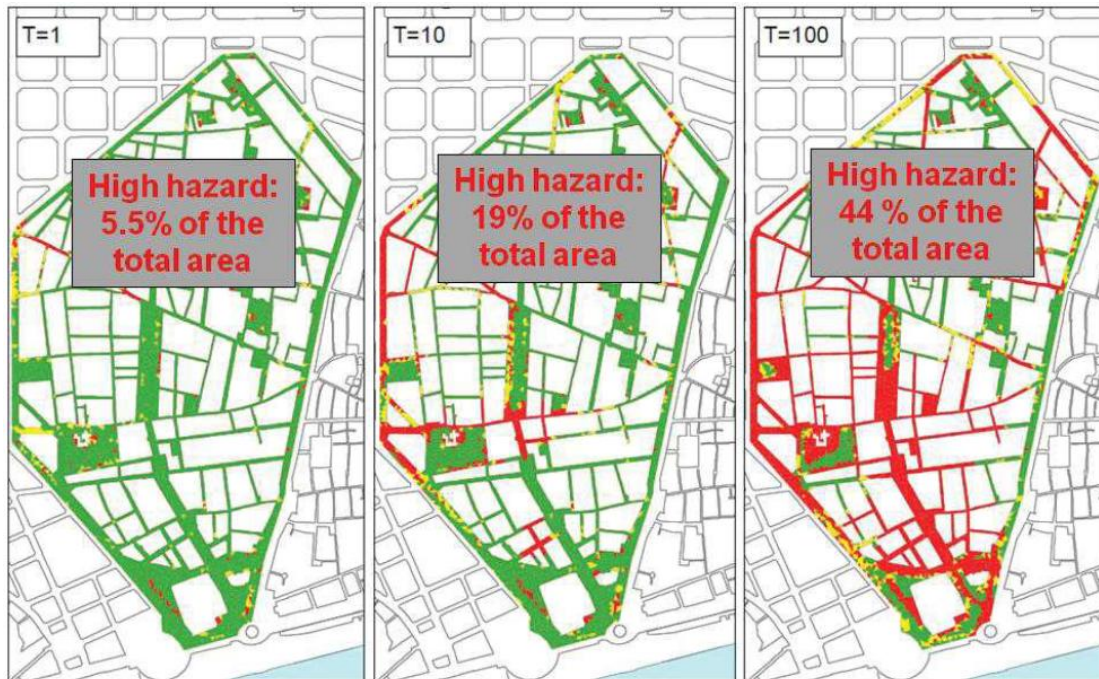 T=1
High hazard:
5.5% of the
total area
T=10
High hazard:
19% of the
total area
T=100
High hazard:
44 % of the
total area